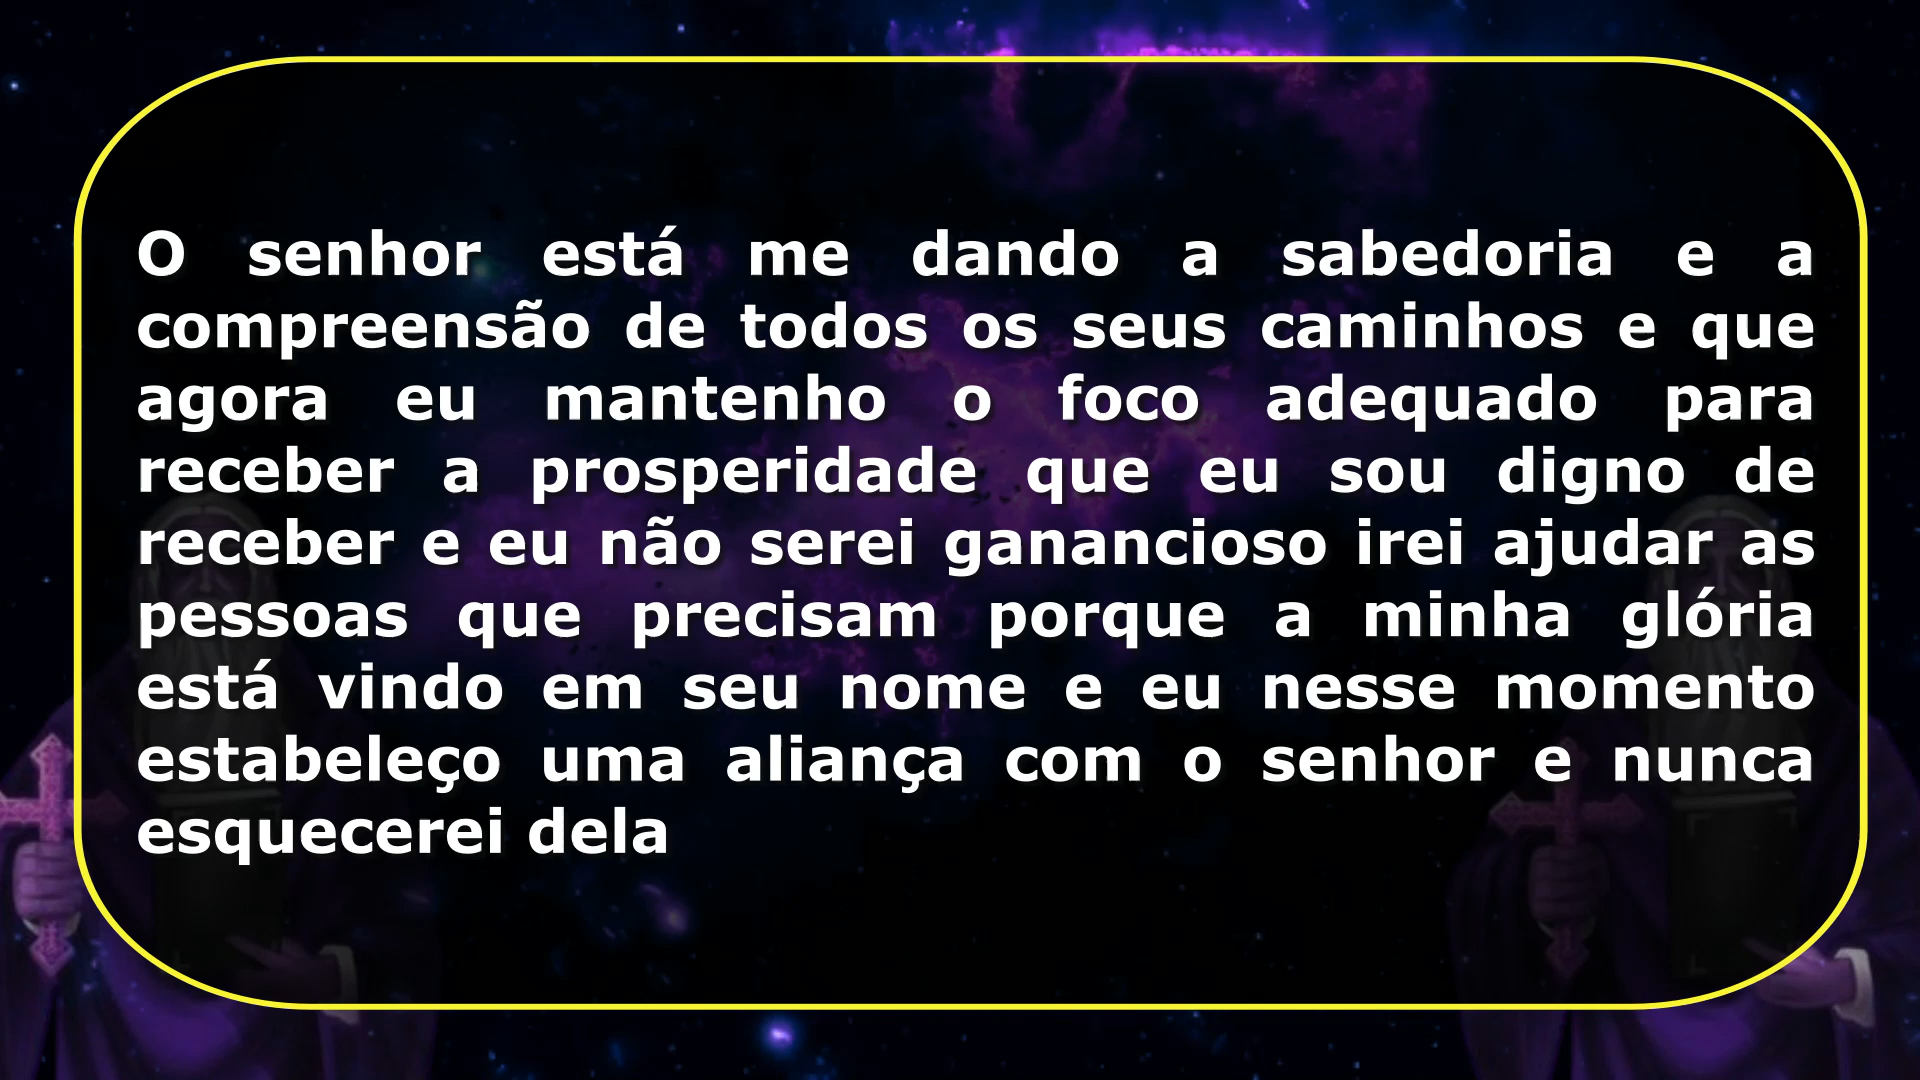 O senhor está me dando a sabedoria e a
compreensão de todos os seus caminhos e que
agora eu mantenho o foco adequado para
receber a prosperidade que eu sou digno de
receber e eu não serei ganancioso irei ajudar as
pessoas que precisam porque a minha glória
está vindo em seu nome e eu nesse momento
estabeleço uma aliança com o senhor e nunca
esquecerei dela